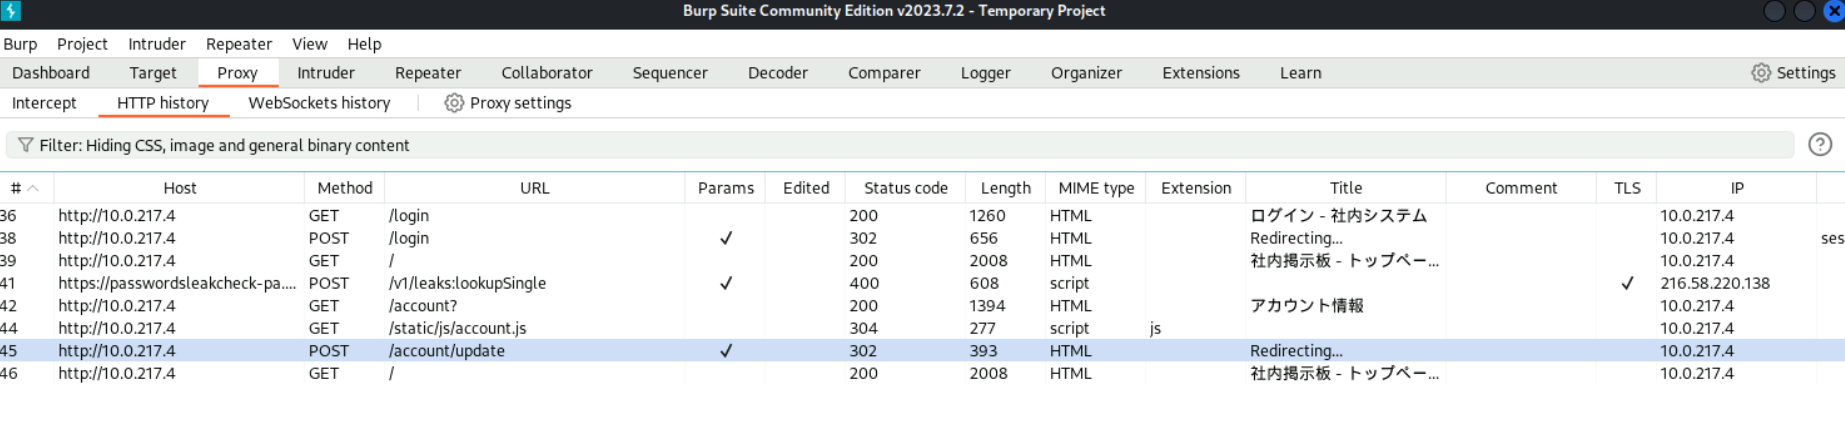 Burp Suite Community Edition v2023.7.2 - Temporary Project
Burp Project Intruder Repeater View Help
Dashboard Target Proxy Intruder Repeater Collaborator Sequencer Decoder Comparer Logger Organizer Extensions Learn Settings
Intercept HTTP history WebSockets history Proxy settings
Filter: Hiding CSS, image and general binary content
# Host Method URL Params Edited Status code Length MIME type Extension Title Comment TLS IP
36 http://10.0.217.4 GET /login 200 1260 HTML ログイン - 社内システム 10.0.217.4
38 http://10.0.217.4 POST /login ✓ 302 656 HTML Redirecting... 10.0.217.4 ses
39 http://10.0.217.4 GET / 200 2008 HTML 社内掲示板 - トップペー... 10.0.217.4
41 https://passwordsleakcheck-pa.... POST /v1/leaks:lookupSingle ✓ 400 608 script ✓ 216.58.220.138
42 http://10.0.217.4 GET /account? 200 1394 HTML アカウント情報 10.0.217.4
44 http://10.0.217.4 GET /static/js/account.js 304 277 script js 10.0.217.4
45 http://10.0.217.4 POST /account/update ✓ 302 393 HTML Redirecting... 10.0.217.4
46 http://10.0.217.4 GET / 200 2008 HTML 社内掲示板 - トップペー... 10.0.217.4